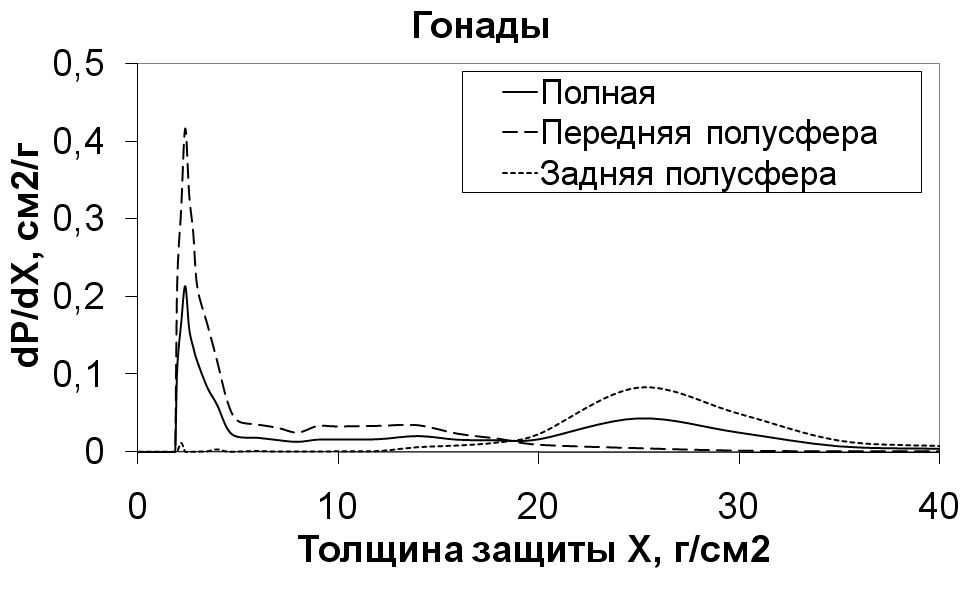 Гонады
dP/dX, см2/г
0,5
0,4
0,3
0,2
0,1
0
Полная
Передняя полусфера
Задняя полусфера
0 10 20 30 40
Толщина защиты X, г/см2